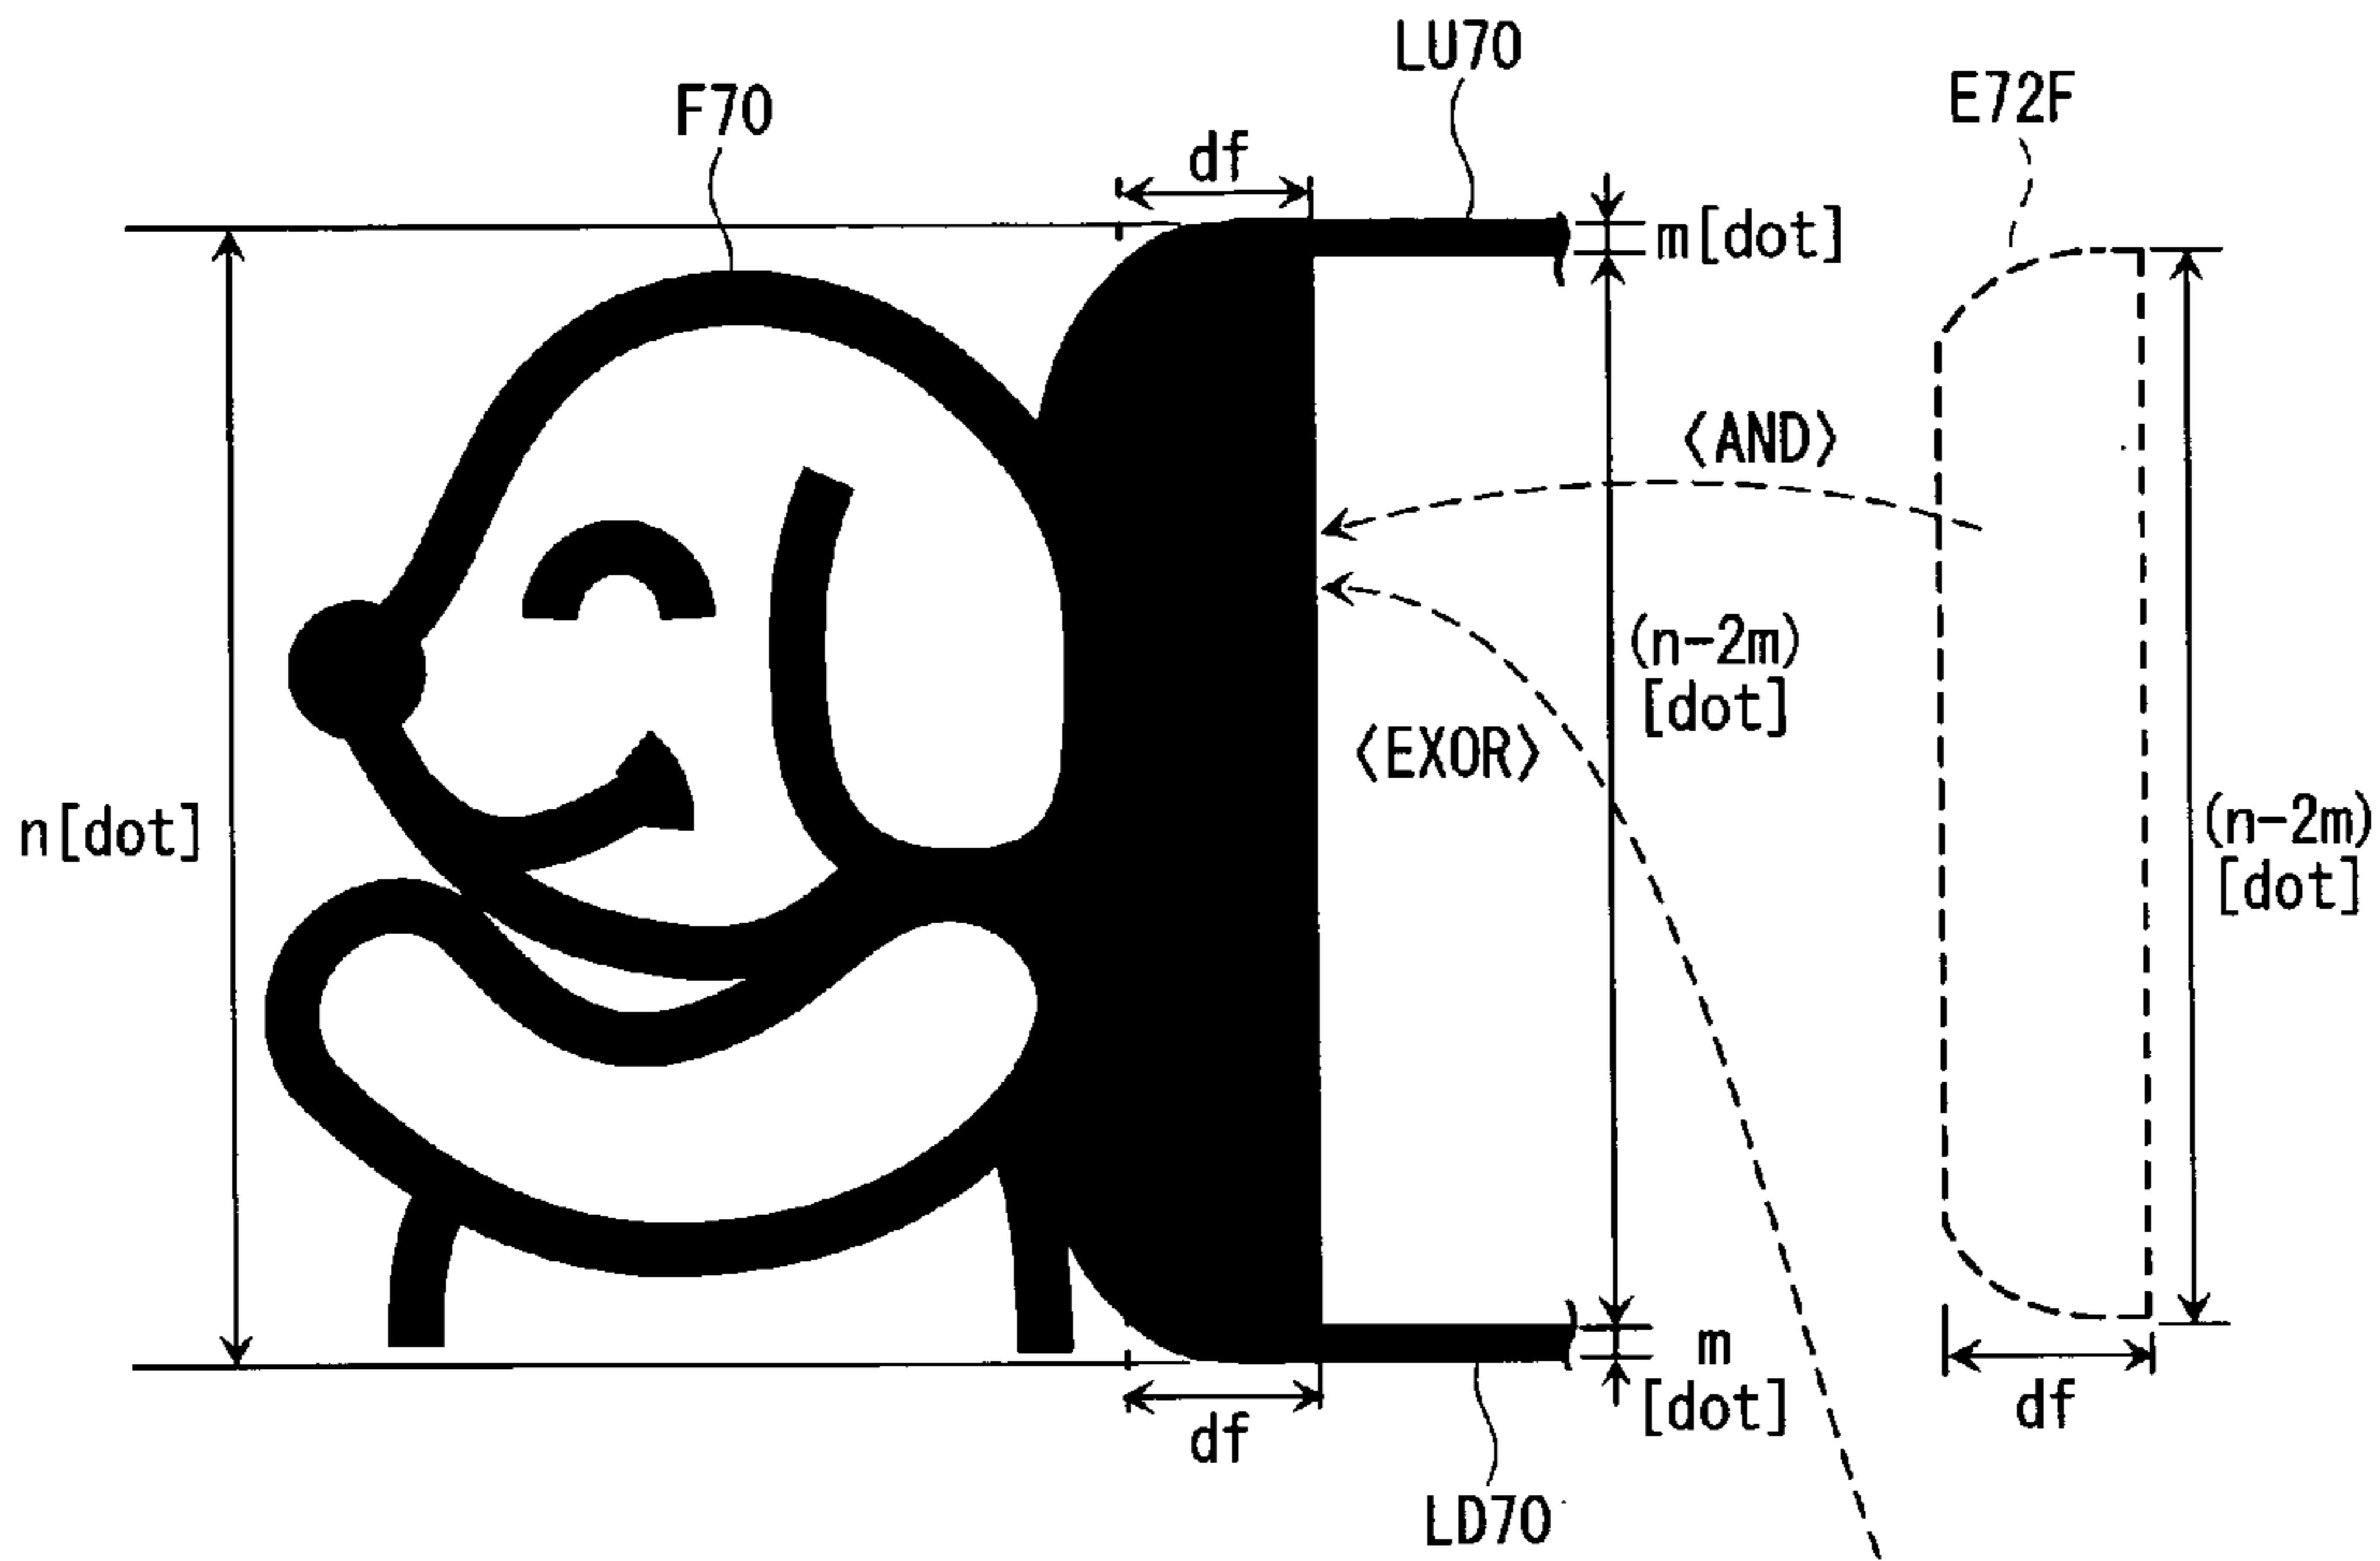 LU70
F70
E72F
df
m[dot]
〈AND〉
(n-2m)
[dot]
〈EXOR〉
n[dot]
(n-2m)
[dot]
m
[dot]
df
df
LD70